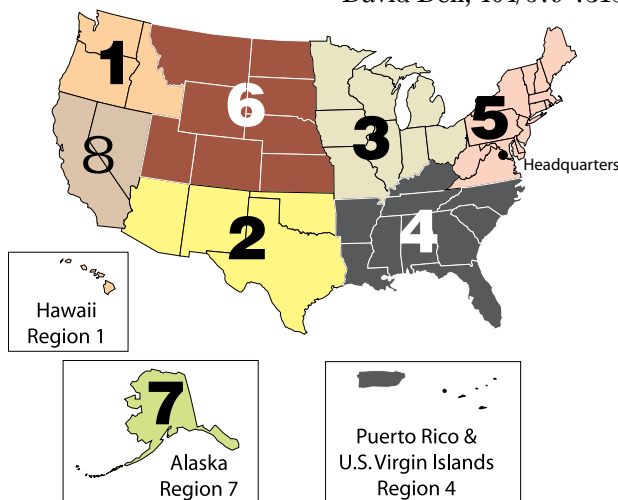 1
6
5
3
8
Headquarters
2
4
Hawaii
Region 1
7
Alaska
Region 7
Puerto Rico &
U.S. Virgin Islands
Region 4